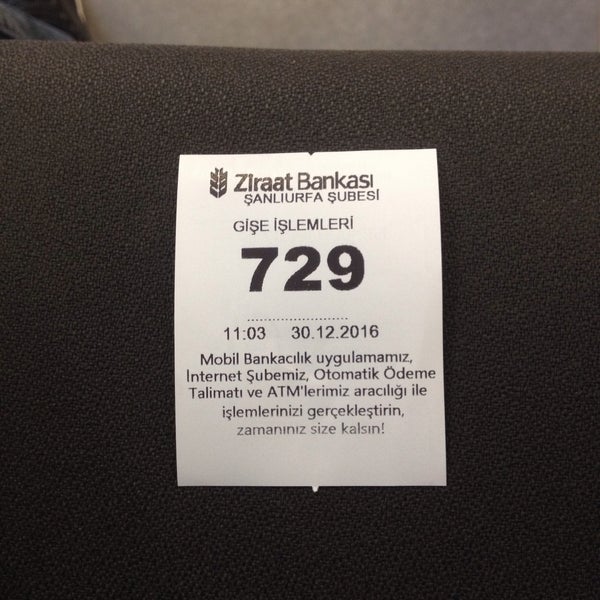 Ziraat Bankası
ŞANLIURFA ŞUBESİ
GİŞE İŞLEMLERİ
729
11:03 30.12.2016
Mobil Bankacılık uygulamamız,
İnternet Şubemiz, Otomatik Ödeme
Talimatı ve ATM'lerimiz aracılığı ile
işlemlerinizi gerçekleştirin,
zamanınız size kalsın!